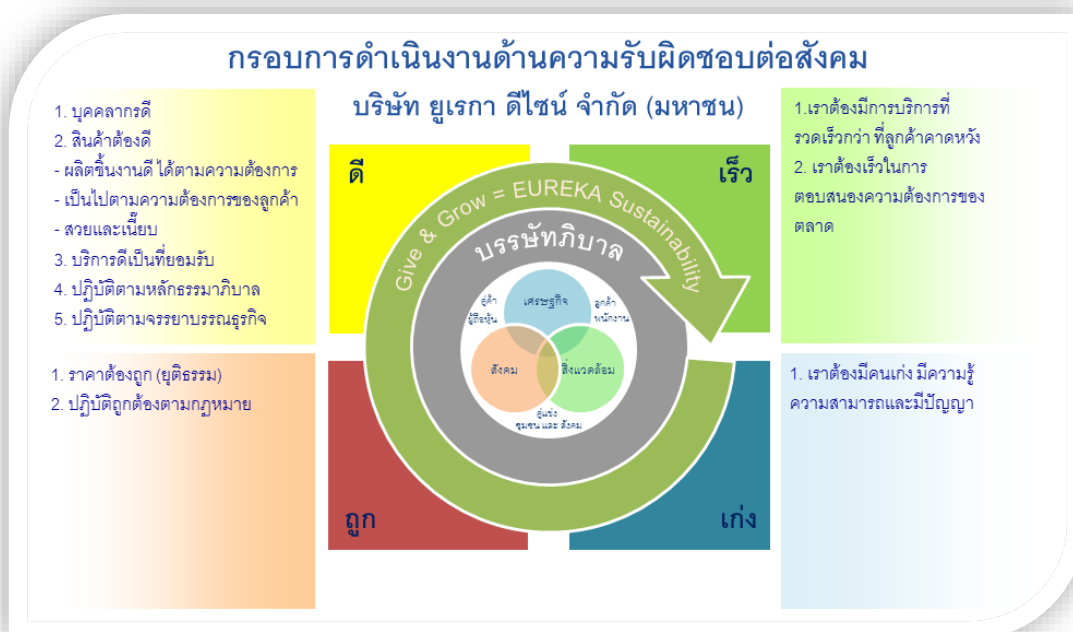 กรอบการดำเนินงานด้านความรับผิดชอบต่อสังคม
บริษัท ยูเรกา ดีไซน์ จำกัด (มหาชน)
1. บุคคลากรดี
2. สินค้าต้องดี
- ผลิตชิ้นงานดี ได้ตามความต้องการ
- เป็นไปตามความต้องการของลูกค้า
- สวยและเนี๊ยบ
3. บริการดีเป็นที่ยอมรับ
4. ปฏิบัติตามหลักธรรมาภิบาล
5. ปฏิบัติตามจรรยาบรรณธุรกิจ
ดี
เร็ว
1.เราต้องมีการบริการที่
รวดเร็วกว่า ที่ลูกค้าคาดหวัง
2. เราต้องเร็วในการ
ตอบสนองความต้องการของ
ตลาด
Give & Grow = EUREKA Sustainability
บรรษัทภิบาล
คู่ค้า
ผู้ถือหุ้น
เศรษฐกิจ
ลูกค้า
พนักงาน
สังคม
สิ่งแวดล้อม
คู่แข่ง
ชุมชน และ สังคม
1. ราคาต้องถูก (ยุติธรรม)
2. ปฏิบัติถูกต้องตามกฎหมาย
ถูก
เก่ง
1. เราต้องมีคนเก่ง มีความรู้
ความสามารถและมีปัญญา